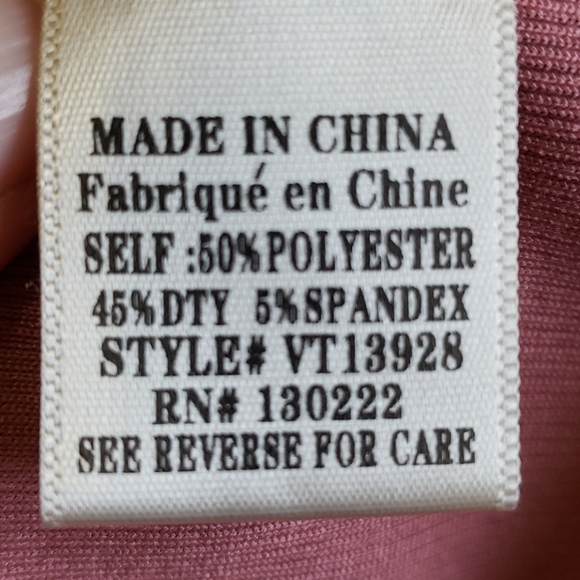 MADE IN CHINA
Fabriqué en Chine
SELF :50%POLYESTER
45%DTY 5%SPANDEX
STYLE# VT13928
RN# 130222
SEE REVERSE FOR CARE